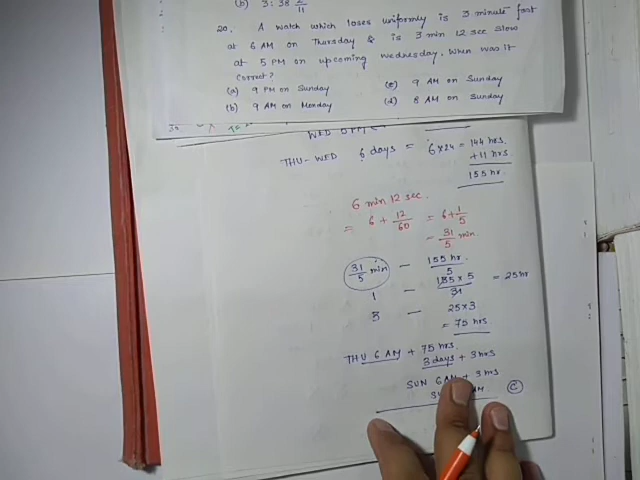 (b) 3:38 2/11
20. A watch which loses uniformly is 3 minute fast
at 6 AM on Thursday & is 3 min 12 sec slow
at 5 PM on upcoming wednesday. When was it
correct?
(a) 9 PM on Sunday (c) 9 AM on Sunday
(b) 9 AM on Monday (d) 8 AM on Sunday
WED
THU-WED 6 days = 6x24 = 144 hrs
+ 11 hrs
155 hr
6 min 12 sec.
= 6 + 12/60 = 6 + 1/5
= 31/5 min.
31/5 min — 155 hr
1 — 155 x 5/31 = 25 hr
3 — 25 x 3
= 75 hrs
THU 6 AM + 75 hrs.
3 days + 3 hrs
SUN 6 AM + 3 hrs
(C)